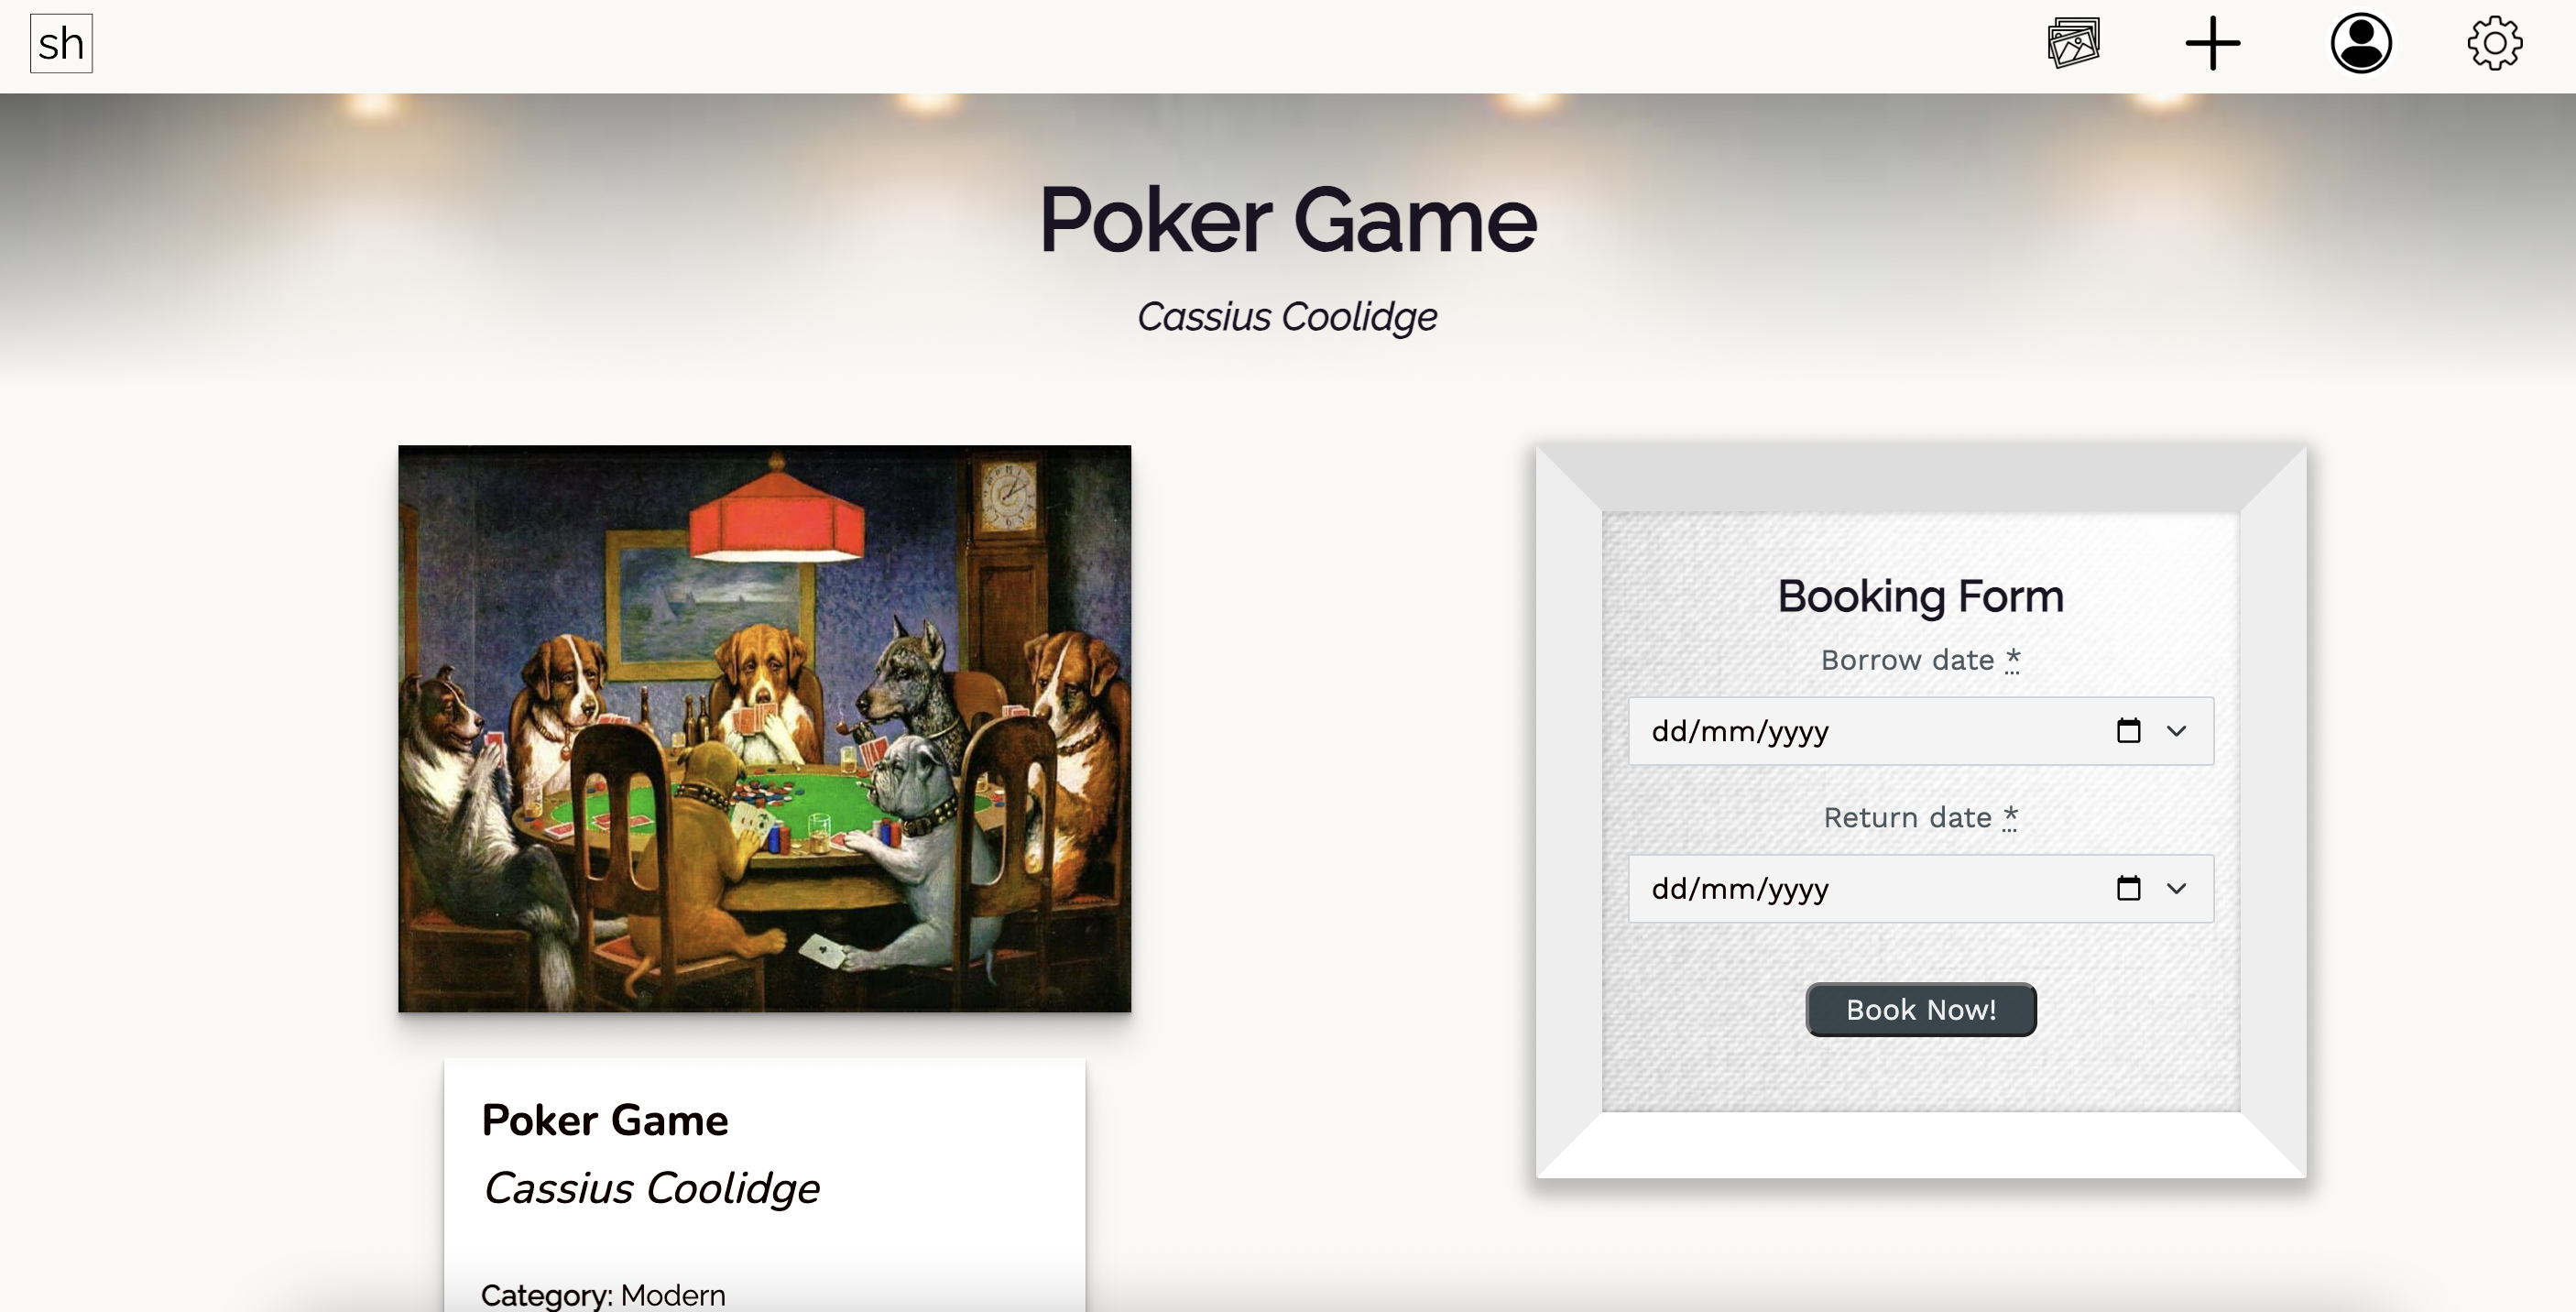 sh
Poker Game
Cassius Coolidge
Booking Form
Borrow date *
dd/mm/yyyy
Return date *
dd/mm/yyyy
Book Now!
Poker Game
Cassius Coolidge
Category: Modern